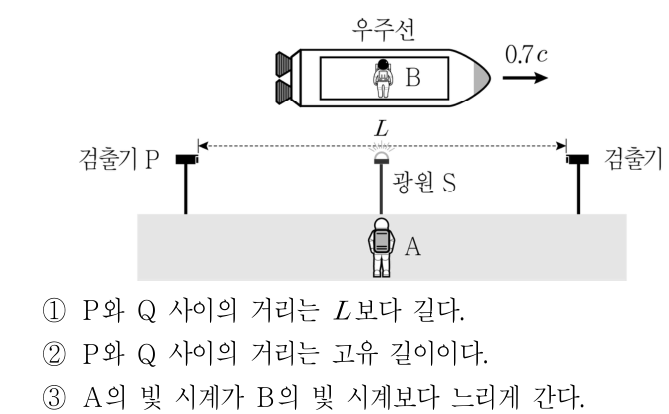 우주선
B
0.7c
L
검출기 P
검출기
광원 S
A
① P와 Q 사이의 거리는 L보다 길다.
② P와 Q 사이의 거리는 고유 길이이다.
③ A의 빛 시계가 B의 빛 시계보다 느리게 간다.